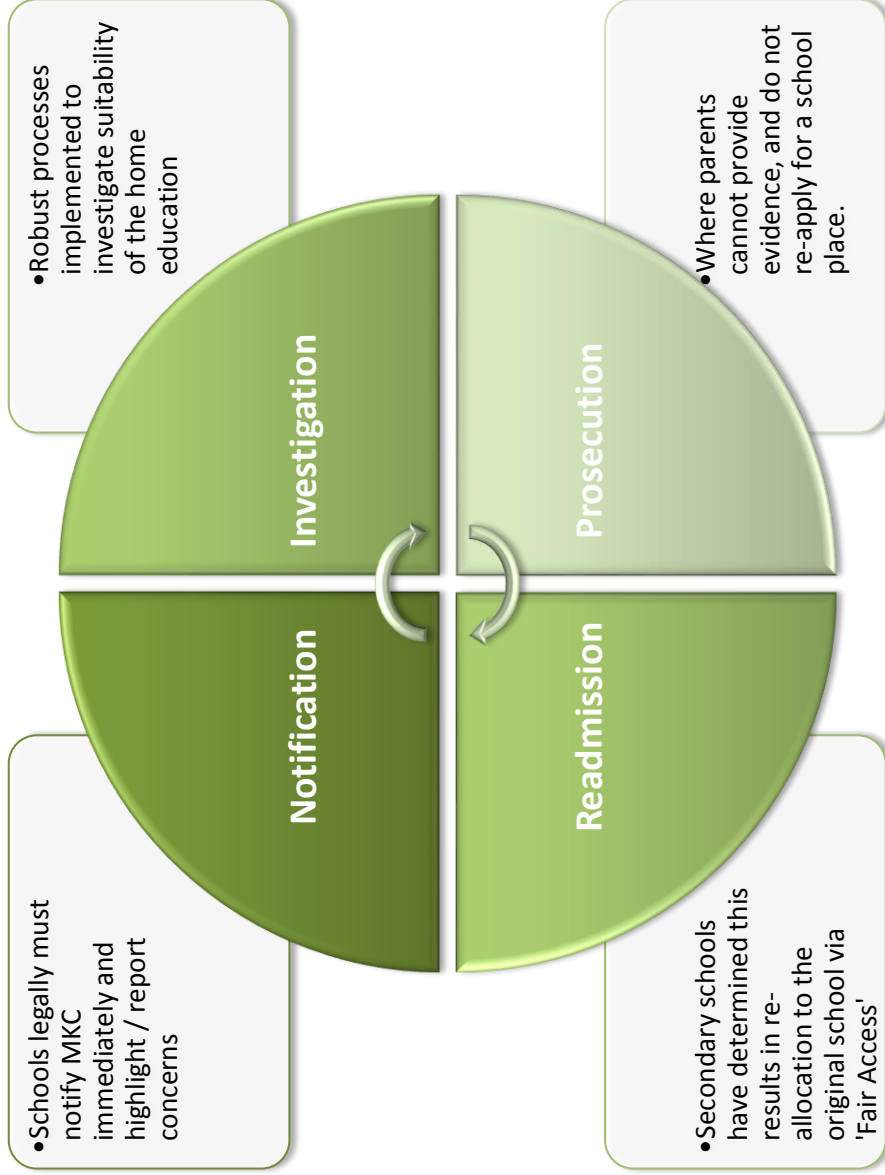 •Schools legally must
notify MKC
immediately and
highlight / report
concerns
Notification
•Robust processes
implemented to
investigate suitability
of the home
education
Investigation
•Secondary schools
have determined this
results in re-
allocation to the
original school via
'Fair Access'
Readmission
•Where parents
cannot provide
evidence, and do not
re-apply for a school
place.
Prosecution